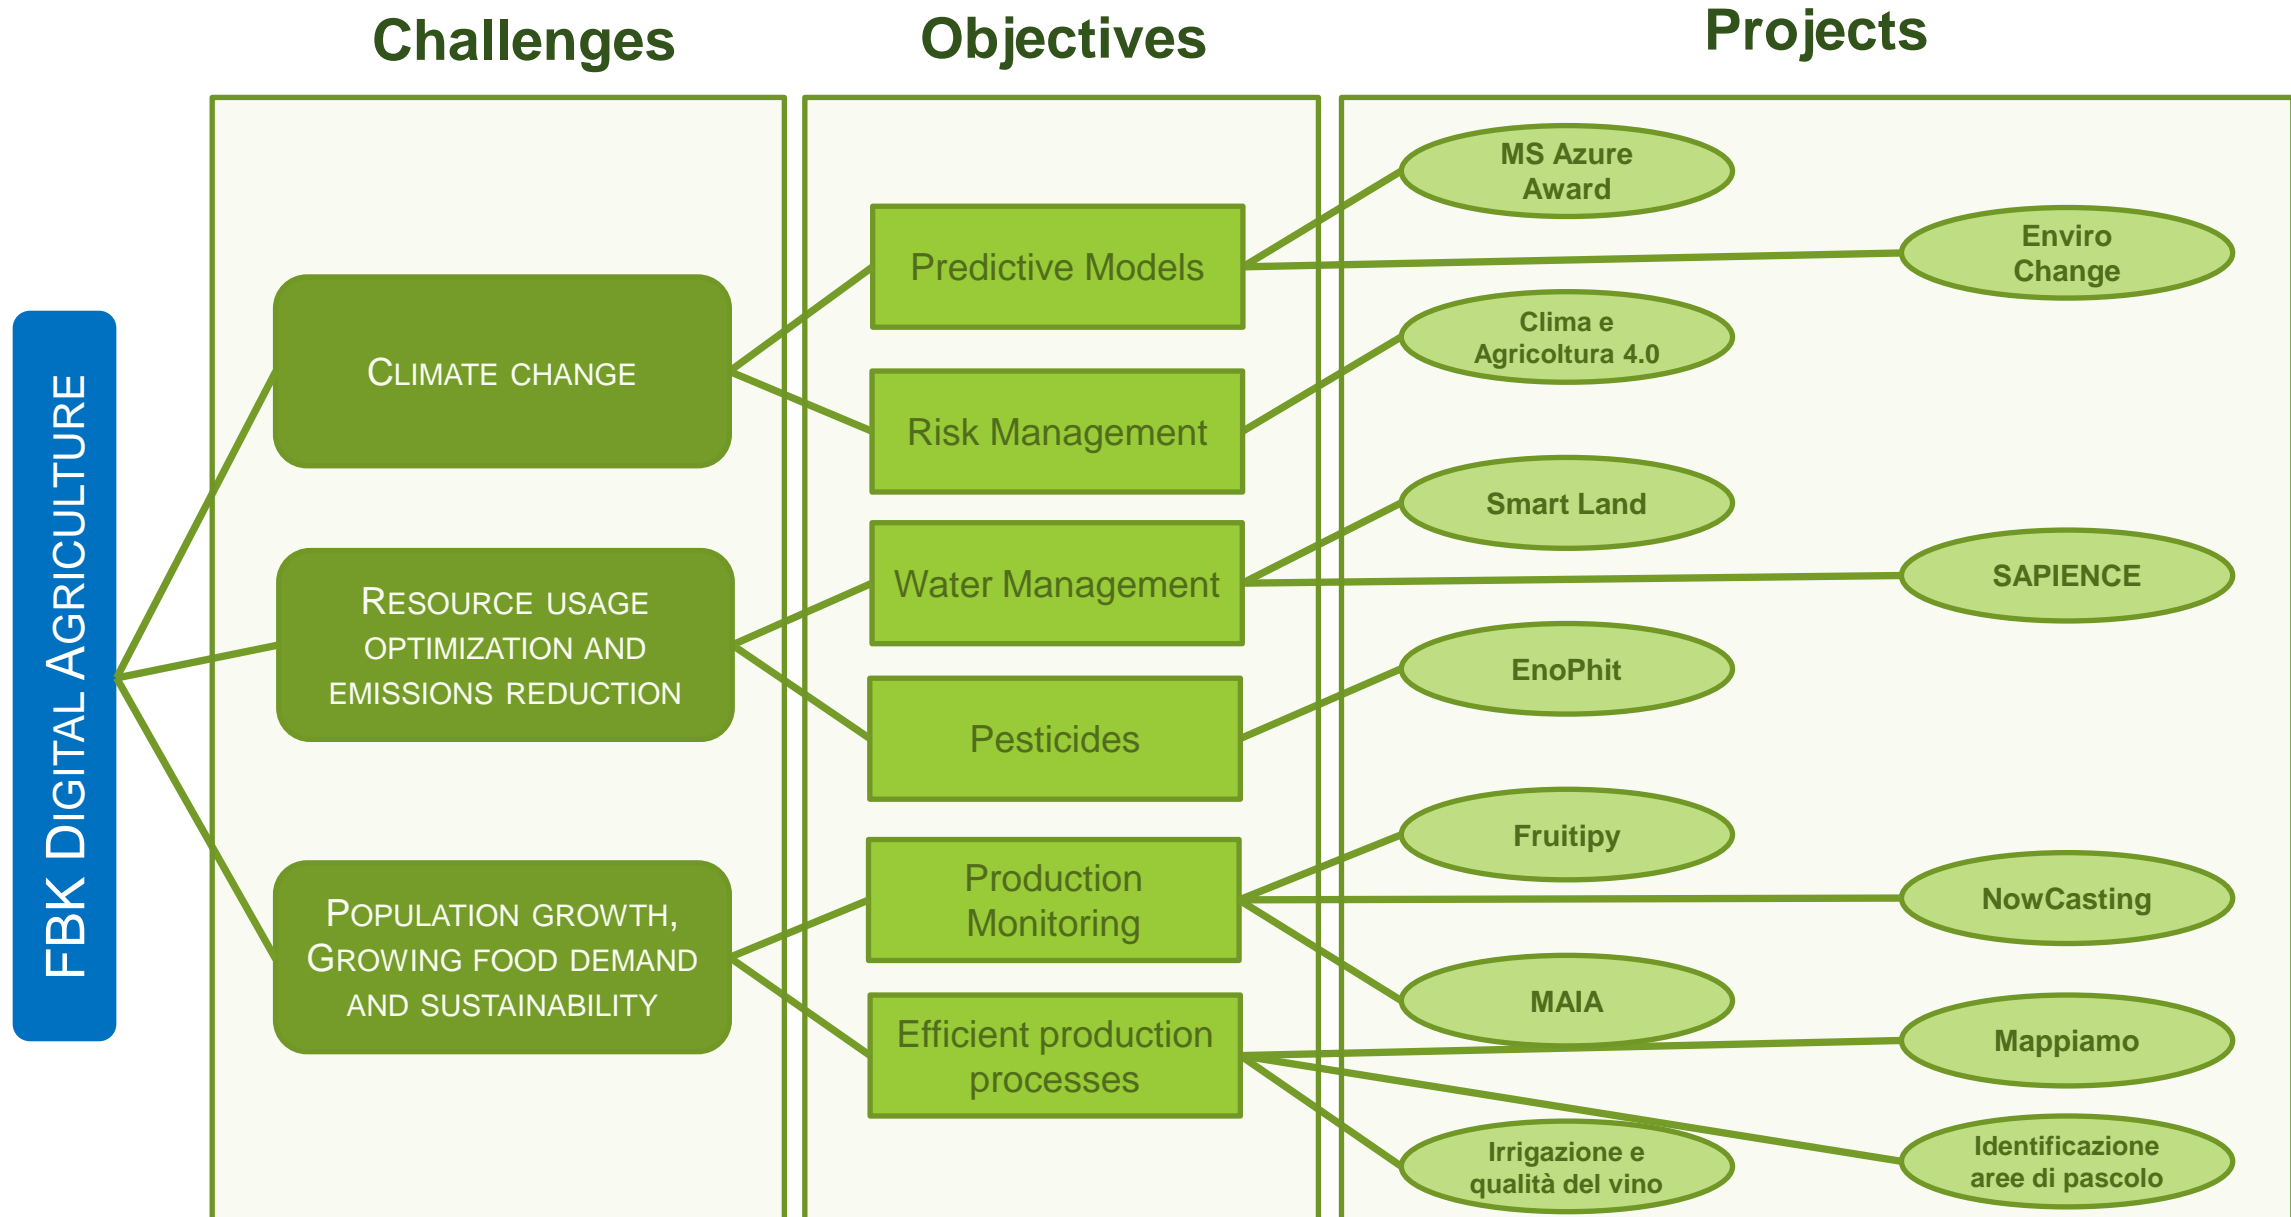 Challenges
Objectives
Projects
FBK DIGITAL AGRICULTURE
CLIMATE CHANGE
RESOURCE USAGE
OPTIMIZATION AND
EMISSIONS REDUCTION
POPULATION GROWTH,
GROWING FOOD DEMAND
AND SUSTAINABILITY
Predictive Models
Risk Management
Water Management
Pesticides
Production
Monitoring
Efficient production
processes
MS Azure
Award
Enviro
Change
Clima e
Agricoltura 4.0
Smart Land
SAPIENCE
EnoPhit
Fruitipy
NowCasting
MAIA
Mappiamo
Irrigazione e
qualità del vino
Identificazione
aree di pascolo